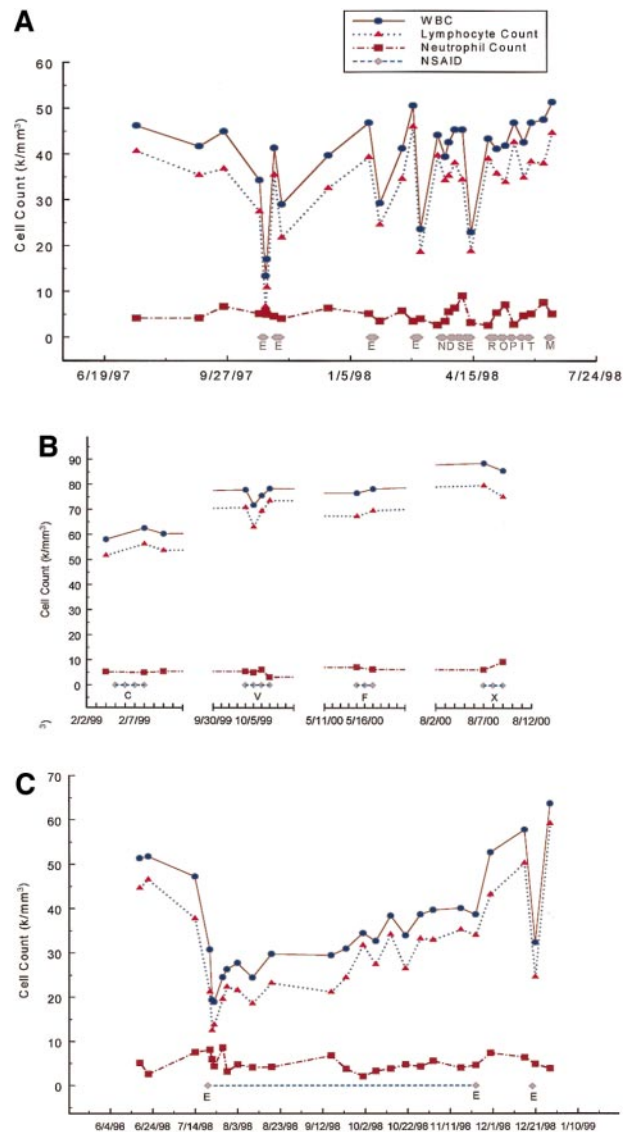 A
WBC
Lymphocyte Count
Neutrophil Count
NSAID
Cell Count (k/mm³)
60
50
40
30
20
10
0
E E E E N D S E R O P I T M
6/19/97 9/27/97 1/5/98 4/15/98 7/24/98
B
Cell Count (k/mm³)
90
80
70
60
50
40
30
20
10
0
C V F X
2/2/99 2/7/99 9/30/99 10/5/99 5/11/00 5/16/00 8/2/00 8/7/00 8/12/00
³)
C
Cell Count (k/mm³)
70
60
50
40
30
20
10
0
E E E
6/4/98 6/24/98 7/14/98 8/3/98 8/23/98 9/12/98 10/2/98 10/22/98 11/11/98 12/1/98 12/21/98 1/10/99